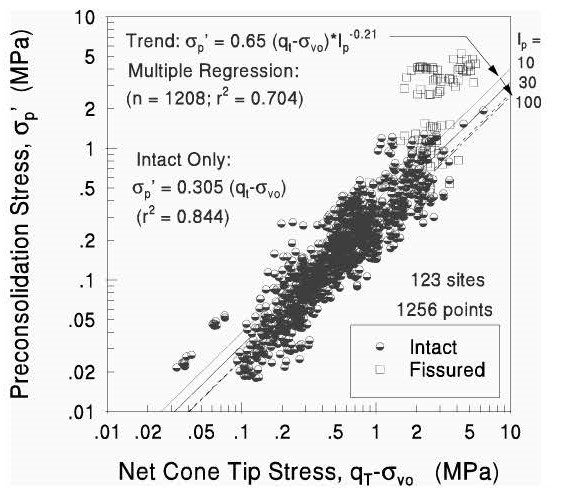 10
5
2
1
.5
.2
.1
.05
.02
.01
Preconsolidation Stress, σp' (MPa)
Trend: σp' = 0.65 (qt-σvo)*Ip^-0.21
Multiple Regression:
(n = 1208; r² = 0.704)
Ip =
10
30
100
Intact Only:
σp' = 0.305 (qt-σvo)
(r² = 0.844)
123 sites
1256 points
Intact
Fissured
.01 .02 .05 .1 .2 .5 1 2 5 10
Net Cone Tip Stress, qT-σvo (MPa)